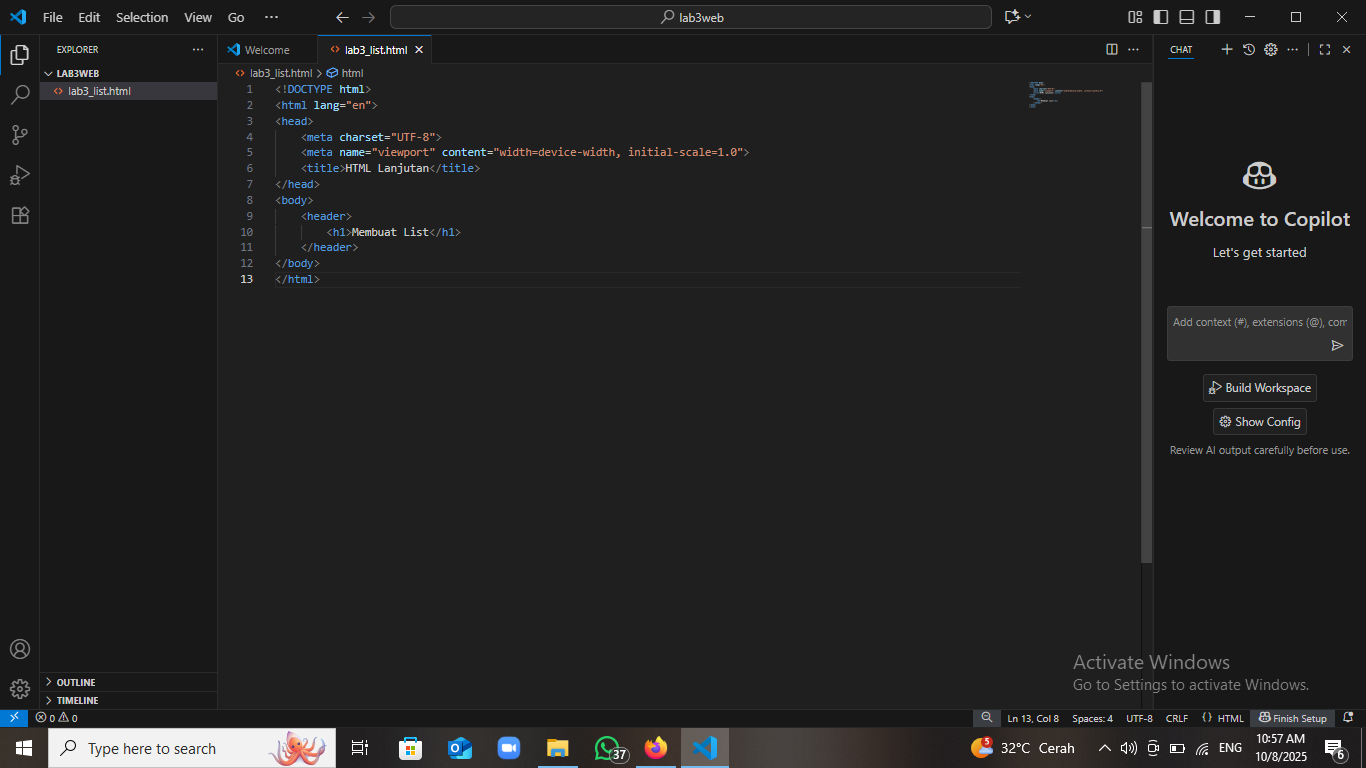 File Edit Selection View Go ··· lab3web
EXPLORER ···
LAB3WEB
lab3_list.html
OUTLINE
TIMELINE
Welcome lab3_list.html
lab3_list.html > html
1 <!DOCTYPE html>
2 <html lang="en">
3 <head>
4 <meta charset="UTF-8">
5 <meta name="viewport" content="width=device-width, initial-scale=1.0">
6 <title>HTML Lanjutan</title>
7 </head>
8 <body>
9 <header>
10 <h1>Membuat List</h1>
11 </header>
12 </body>
13 </html>
CHAT
Welcome to Copilot
Let's get started
Add context (#), extensions (@), com
Build Workspace
Show Config
Review AI output carefully before use.
Activate Windows
Go to Settings to activate Windows.
0 0 Ln 13, Col 8 Spaces: 4 UTF-8 CRLF {} HTML Finish Setup
Type here to search 37 5 32°C Cerah ENG 10:57 AM 6
10/8/2025